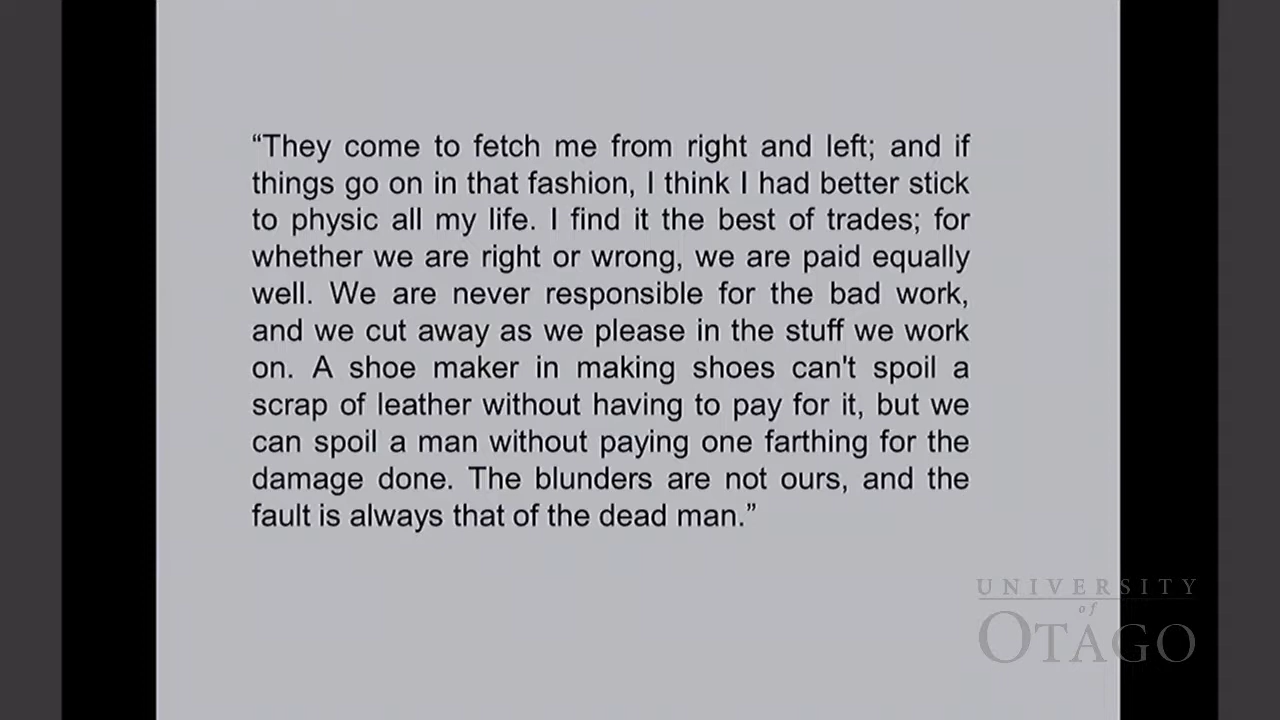 “They come to fetch me from right and left; and if
things go on in that fashion, I think I had better stick
to physic all my life. I find it the best of trades; for
whether we are right or wrong, we are paid equally
well. We are never responsible for the bad work,
and we cut away as we please in the stuff we work
on. A shoe maker in making shoes can't spoil a
scrap of leather without having to pay for it, but we
can spoil a man without paying one farthing for the
damage done. The blunders are not ours, and the
fault is always that of the dead man.”
UNIVERSITY
of
OTAGO